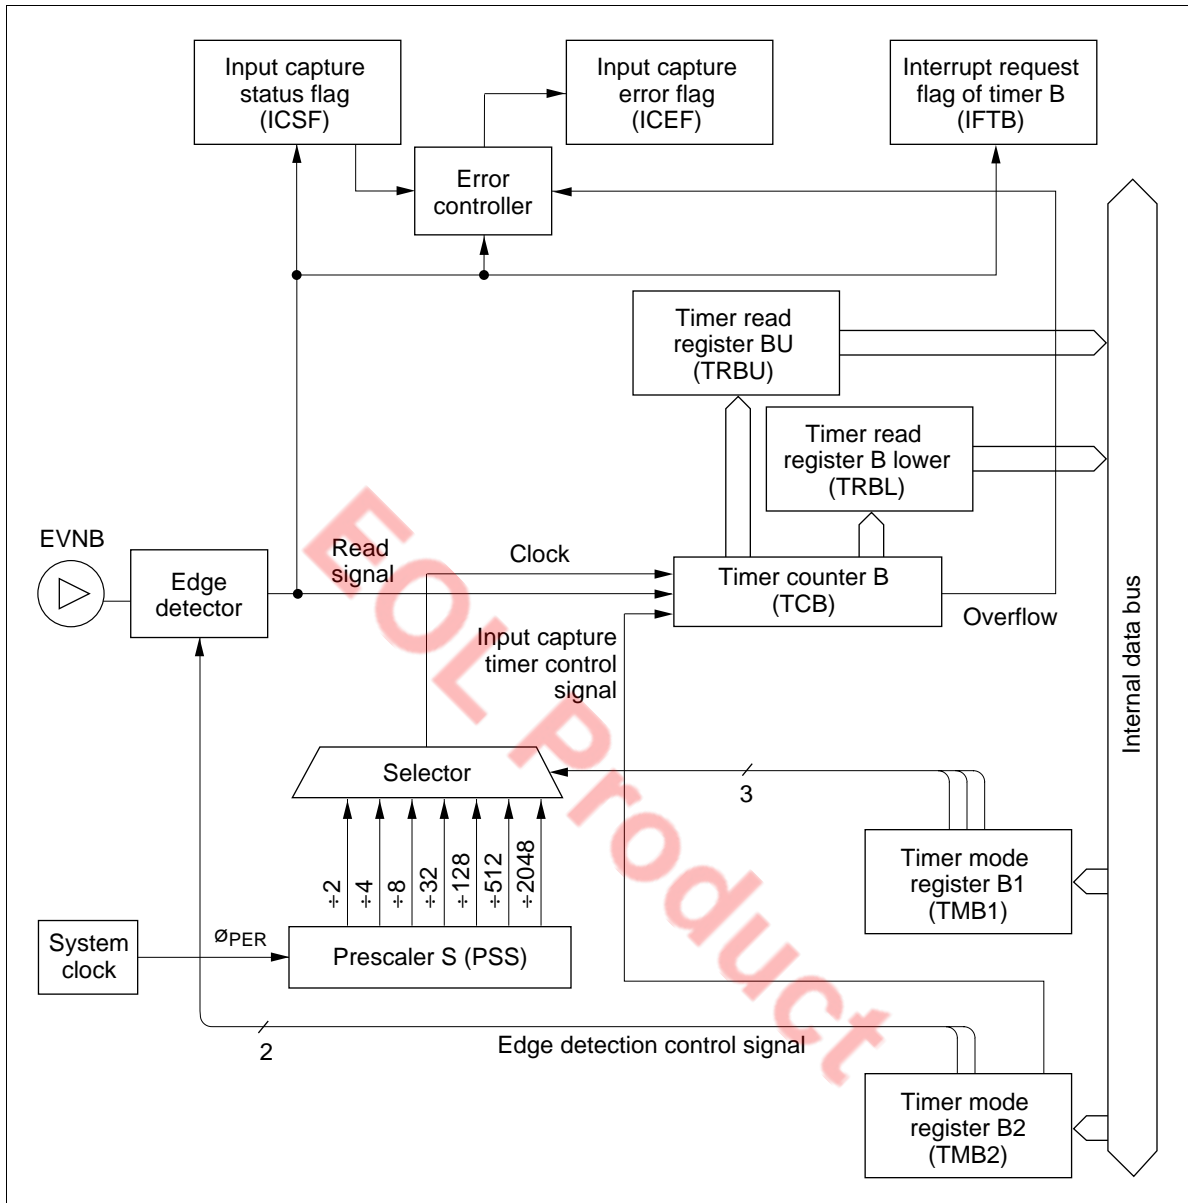 Input capture
status flag
(ICSF)
Input capture
error flag
(ICEF)
Interrupt request
flag of timer B
(IFTB)
Error
controller
Timer read
register BU
(TRBU)
Timer read
register B lower
(TRBL)
EVNB
Edge
detector
Read
signal
Clock
Timer counter B
(TCB)
Overflow
Input capture
timer control
signal
Internal data bus
Selector
3
÷2
÷4
÷8
÷32
÷128
÷512
÷2048
Timer mode
register B1
(TMB1)
System
clock
øPER
Prescaler S (PSS)
2
Edge detection control signal
Timer mode
register B2
(TMB2)
EOL Product